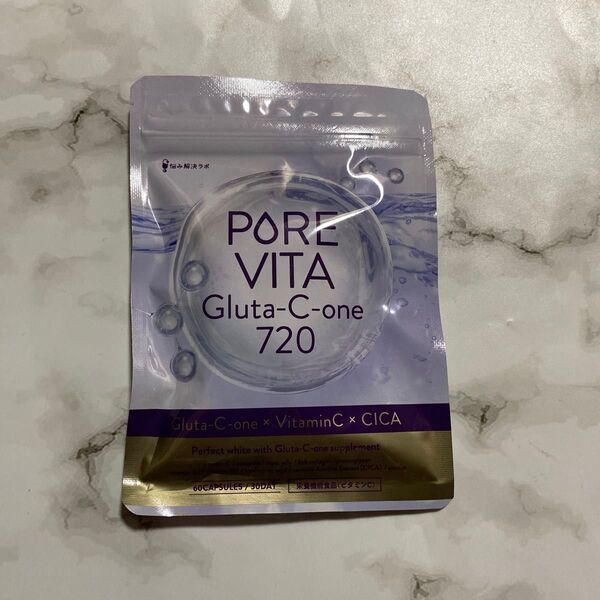 悩み解決ラボ
PORE
VITA
Gluta-C-one
720
Gluta-C-one × VitaminC × CICA
Perfect white with Gluta-C-one supplement
60CAPSULES / 30DAY
栄養機能食品(ビタミンC)